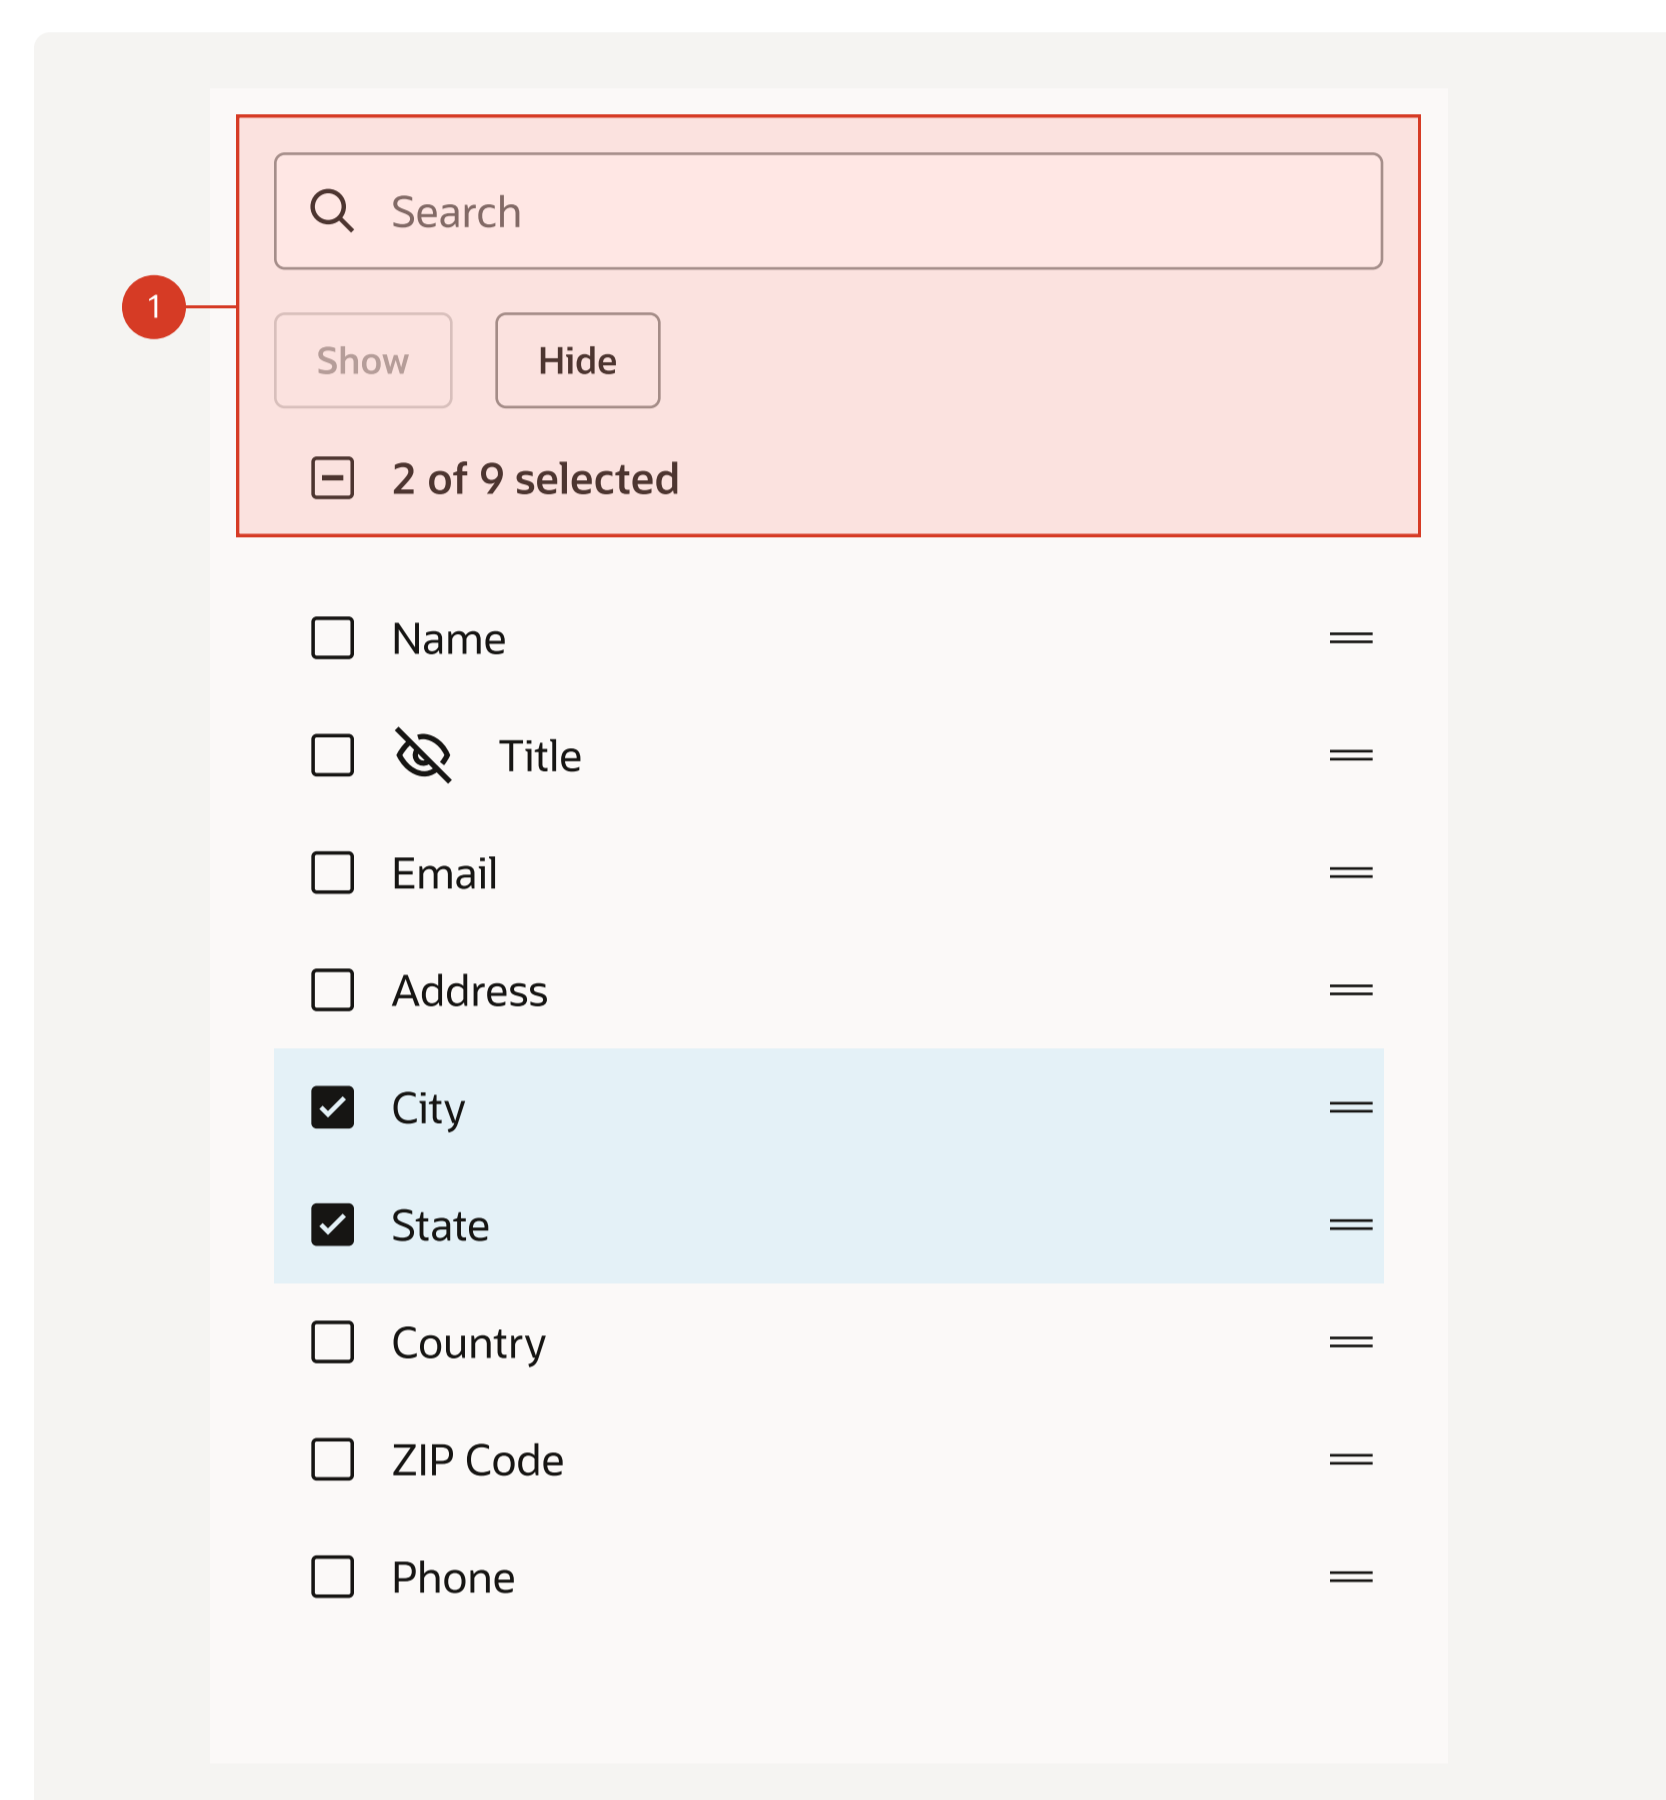 Search
1
Show Hide
2 of 9 selected
Name
Title
Email
Address
City
State
Country
ZIP Code
Phone